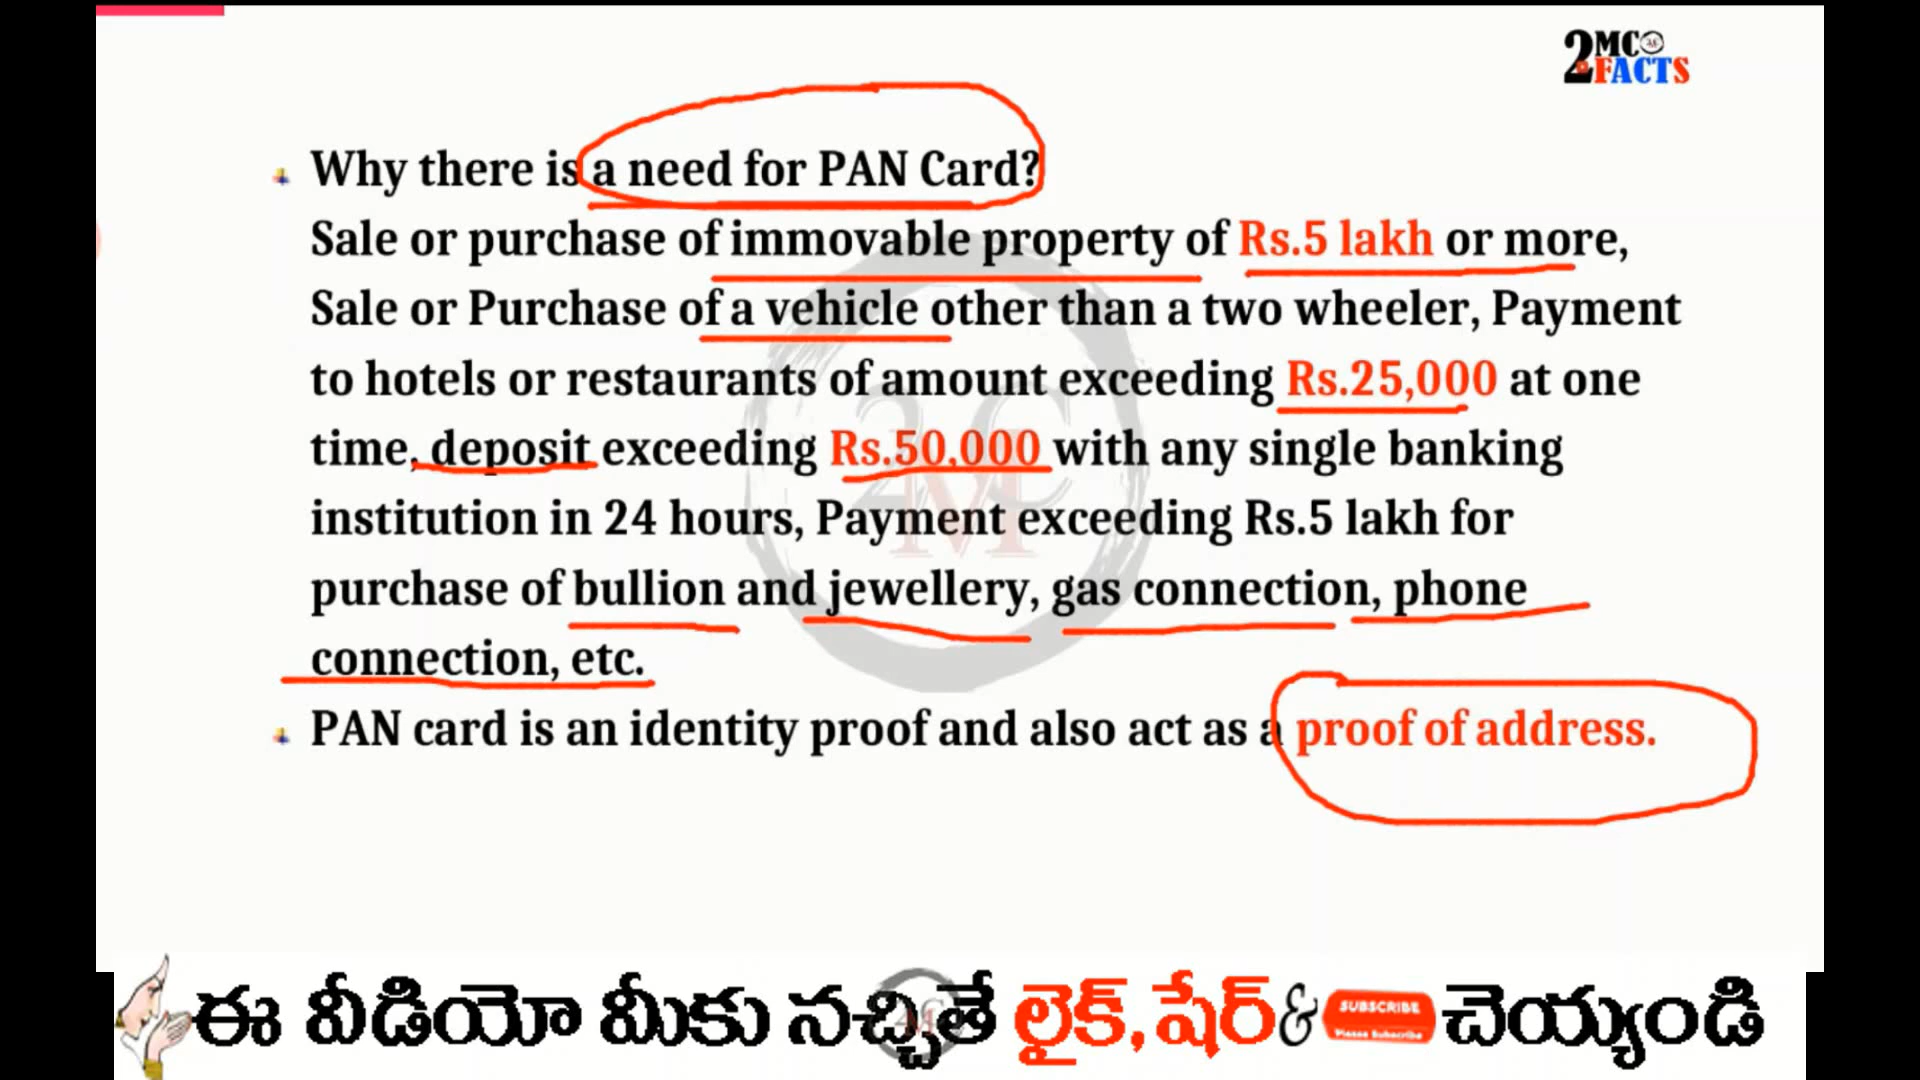 2MC
FACTS
Why there is a need for PAN Card?
Sale or purchase of immovable property of Rs.5 lakh or more,
Sale or Purchase of a vehicle other than a two wheeler, Payment
to hotels or restaurants of amount exceeding Rs.25,000 at one
time, deposit exceeding Rs.50,000 with any single banking
institution in 24 hours, Payment exceeding Rs.5 lakh for
purchase of bullion and jewellery, gas connection, phone
connection, etc.
PAN card is an identity proof and also act as a proof of address.
ఈ వీడియో మీకు నచ్చితే లైక్, షేర్ & SUBSCRIBE Please Subscribe చెయ్యండి